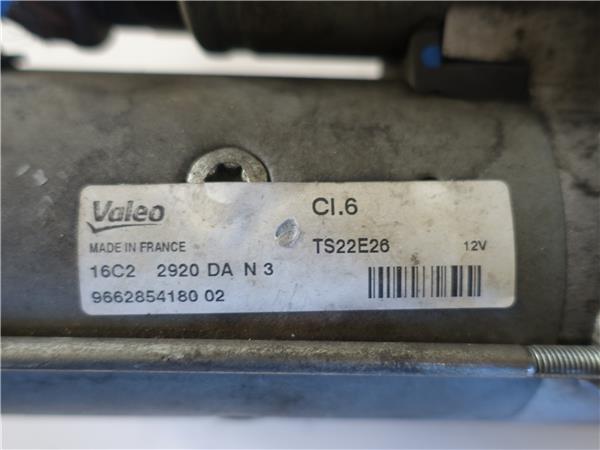 Valeo Cl.6
MADE IN FRANCE TS22E26 12V
16C2 2920 DA N 3
9662854180 02